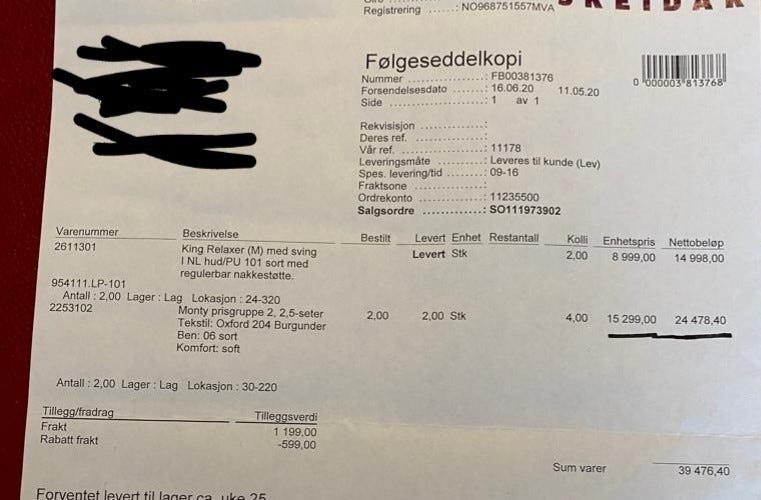 Registrering ......: NO968751557MVA
Følgeseddelkopi
Nummer ..................: FB00381376
Forsendelsesdato ......: 16.06.20 11.05.20
Side ........................: 1 av 1
0 000003 813768
Rekvisisjon ................:
Deres ref. ..................:
Vår ref. .....................: 11178
Leveringsmåte ..........: Leveres til kunde (Lev)
Spes. levering/tid ......: 09-16
Fraktsone ..................:
Ordrekonto ...............: 11235500
Salgsordre ................: SO111973902
Varenummer Beskrivelse Bestilt Levert Enhet Restantall Kolli Enhetspris Nettobeløp
2611301 King Relaxer (M) med sving Levert Stk 2,00 8 999,00 14 998,00
I NL hud/PU 101 sort med
regulerbar nakkestøtte.
954111.LP-101
Antall : 2,00 Lager : Lag Lokasjon : 24-320
2253102 Monty prisgruppe 2, 2,5-seter 2,00 2,00 Stk 4,00 15 299,00 24 478,40
Tekstil: Oxford 204 Burgunder
Ben: 06 sort
Komfort: soft
Antall : 2,00 Lager : Lag Lokasjon : 30-220
Tillegg/fradrag Tilleggsverdi
Frakt 1 199,00
Rabatt frakt -599,00
Sum varer 39 476,40
Forventet levert til lager ca. uke 25